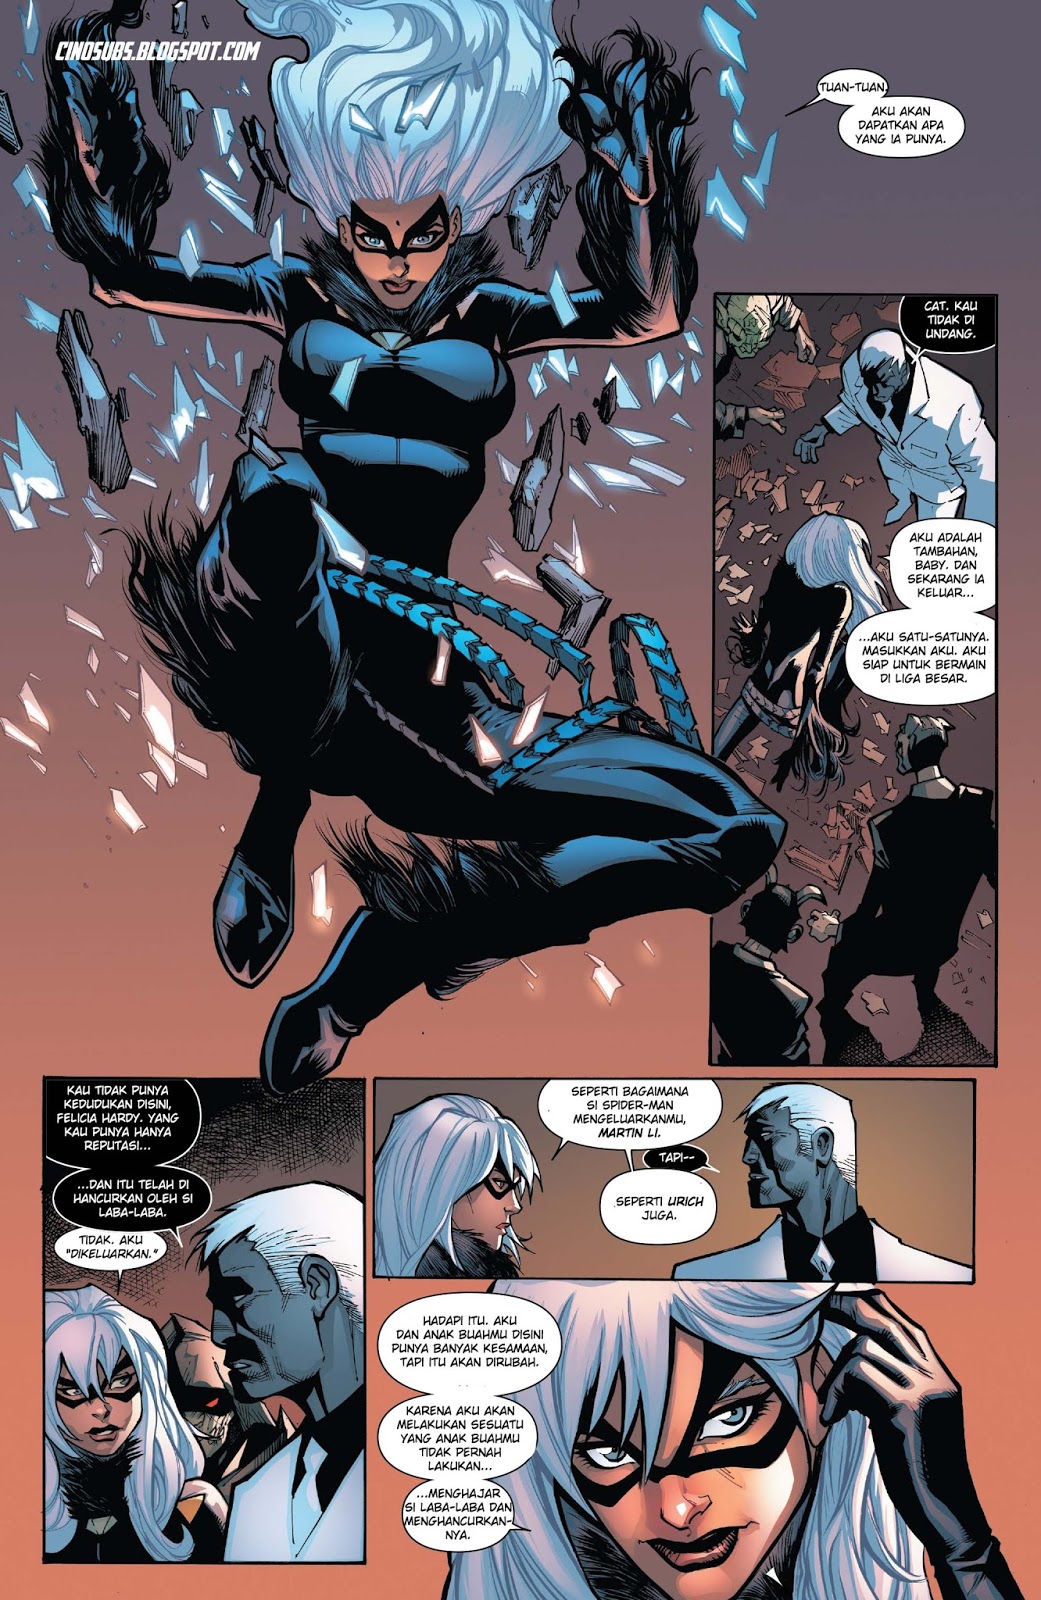 CINOSUBS.BLOGSPOT.COM
TUAN-TUAN.
AKU AKAN
DAPATKAN APA
YANG IA PUNYA.
CAT. KAU
TIDAK DI
UNDANG.
AKU ADALAH
TAMBAHAN,
BABY. DAN
SEKARANG IA
KELUAR...
...AKU SATU-SATUNYA.
MASUKKAN AKU. AKU
SIAP UNTUK BERMAIN
DI LIGA BESAR.
KAU TIDAK PUNYA
KEDUDUKAN DISINI,
FELICIA HARDY. YANG
KAU PUNYA HANYA
REPUTASI...
...DAN ITU TELAH DI
HANCURKAN OLEH SI
LABA-LABA.
TIDAK. AKU
"DIKELUARKAN."
SEPERTI BAGAIMANA
SI SPIDER-MAN
MENGELUARKANMU,
MARTIN LI.
TAPI--
SEPERTI URICH
JUGA.
HADAPI ITU. AKU
DAN ANAK BUAHMU DISINI
PUNYA BANYAK KESAMAAN,
TAPI ITU AKAN DIRUBAH.
KARENA AKU AKAN
MELAKUKAN SESUATU
YANG ANAK BUAHMU
TIDAK PERNAH
LAKUKAN...
...MENGHAJAR
SI LABA-LABA DAN
MENGHANCURKAN-
NYA.